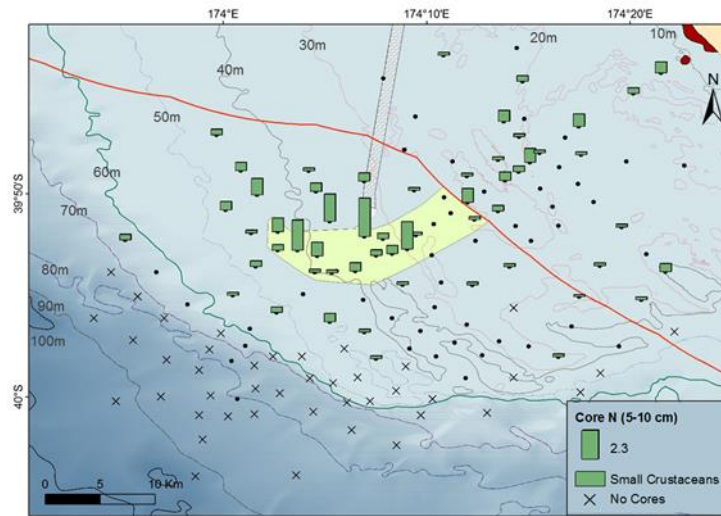 174°E 174°10'E 174°20'E
10m
20m
30m
40m
N
50m
60m
39°50'S
70m
80m
90m
100m
40°S
Core N (5-10 cm)
2.3
Small Crustaceans
No Cores
0 5 10 Km